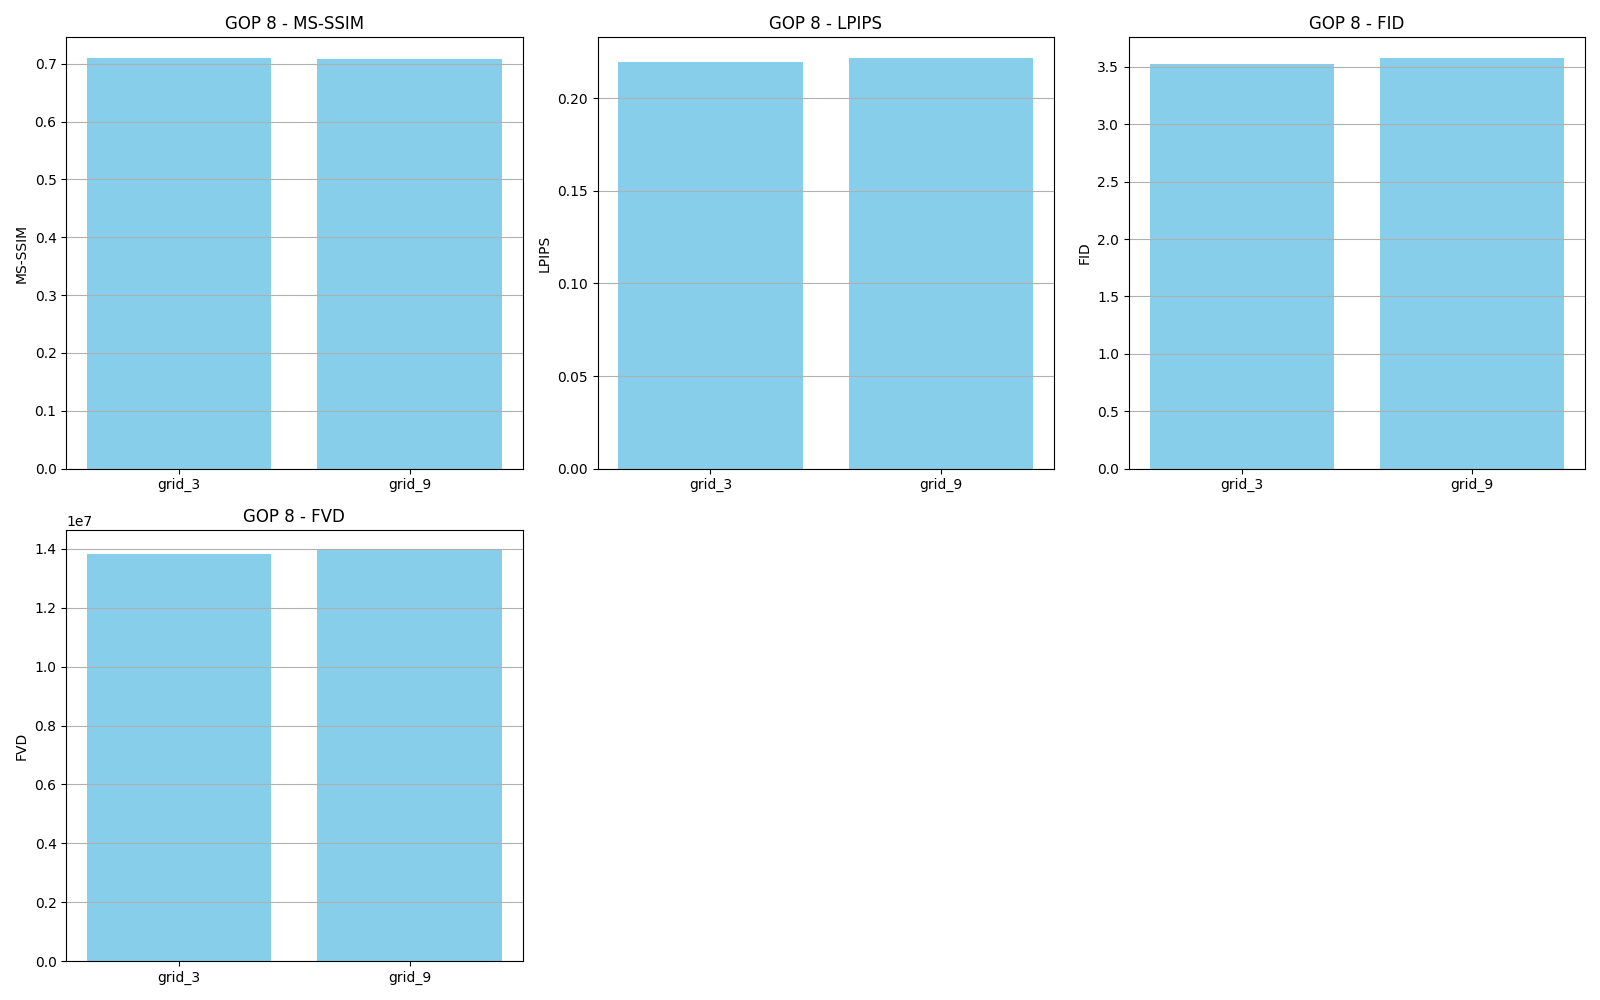 GOP 8 - MS-SSIM
MS-SSIM
0.7
0.6
0.5
0.4
0.3
0.2
0.1
0.0
grid_3 grid_9
GOP 8 - LPIPS
LPIPS
0.20
0.15
0.10
0.05
0.00
grid_3 grid_9
GOP 8 - FID
FID
3.5
3.0
2.5
2.0
1.5
1.0
0.5
0.0
grid_3 grid_9
GOP 8 - FVD
1e7
FVD
1.4
1.2
1.0
0.8
0.6
0.4
0.2
0.0
grid_3 grid_9